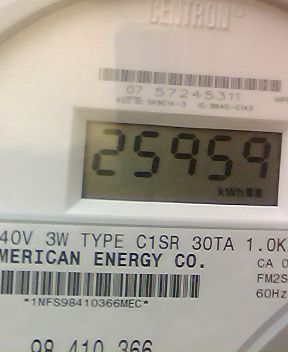 CENTRON®
07 57245311
25959
kWh
40V 3W TYPE C1SR 30TA 1.0K
MERICAN ENERGY CO.
CA 0
FM2S
*1NFS98410366MEC*
60Hz
98 410 366